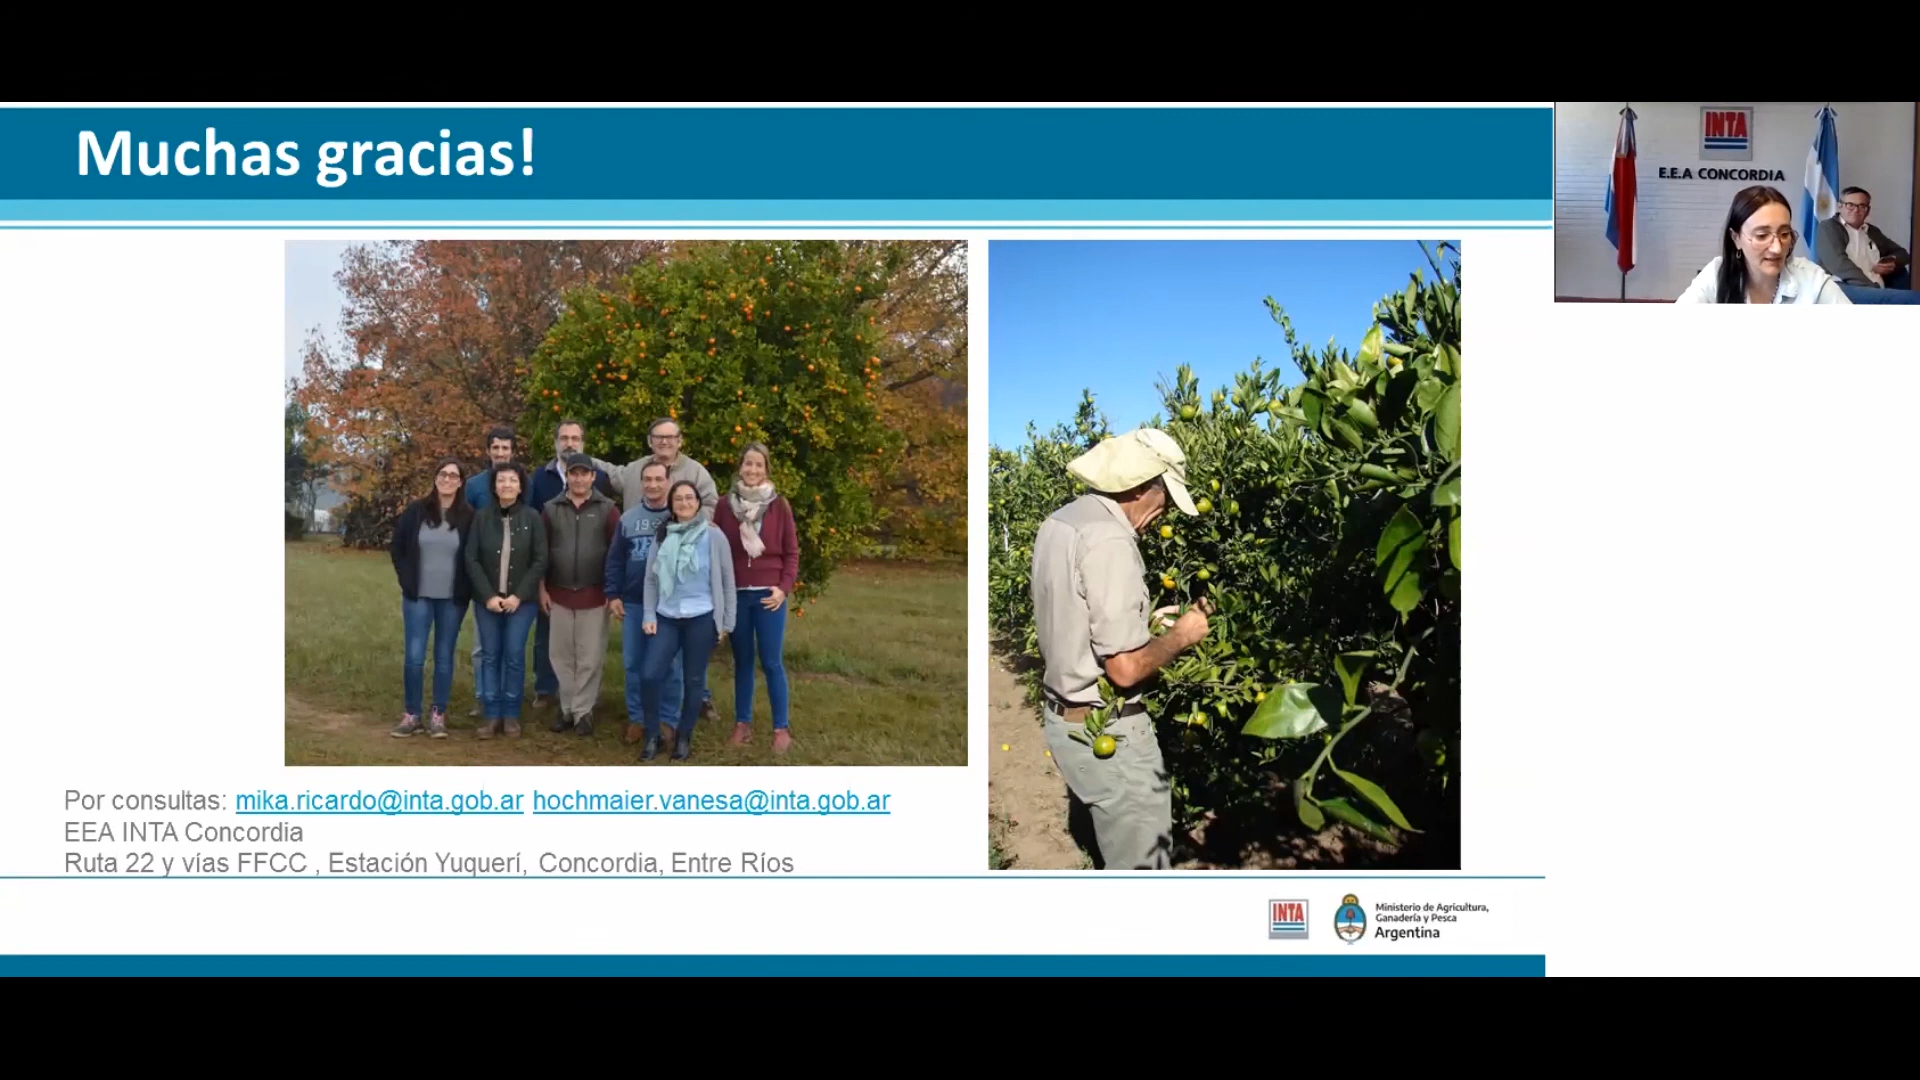 Muchas gracias!
INTA
E.E.A CONCORDIA
19
Por consultas: mika.ricardo@inta.gob.ar hochmaier.vanesa@inta.gob.ar
EEA INTA Concordia
Ruta 22 y vías FFCC , Estación Yuquerí, Concordia, Entre Ríos
INTA
Ministerio de Agricultura,
Ganadería y Pesca
Argentina